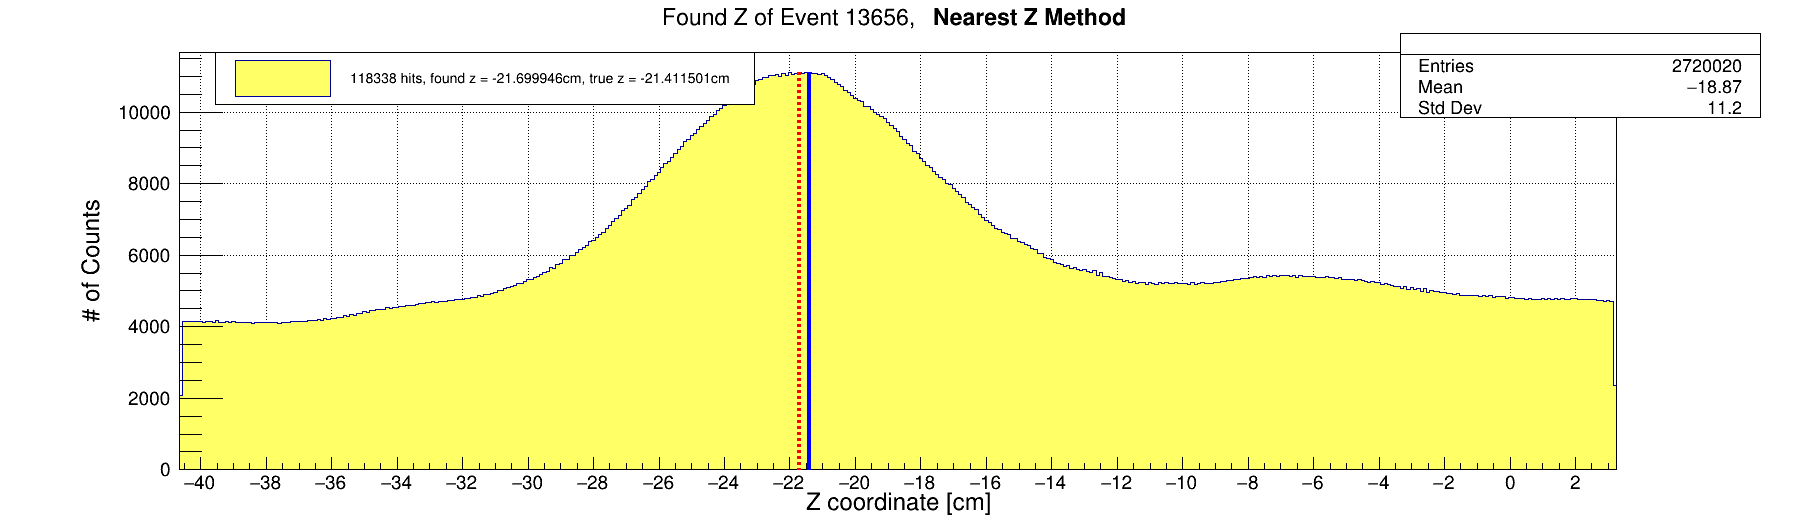 Found Z of Event 13656, Nearest Z Method
118338 hits, found z = -21.699946cm, true z = -21.411501cm
Entries 2720020
Mean −18.87
Std Dev 11.2
# of Counts
10000
8000
6000
4000
2000
0
−40 −38 −36 −34 −32 −30 −28 −26 −24 −22 −20 −18 −16 −14 −12 −10 −8 −6 −4 −2 0 2
Z coordinate [cm]